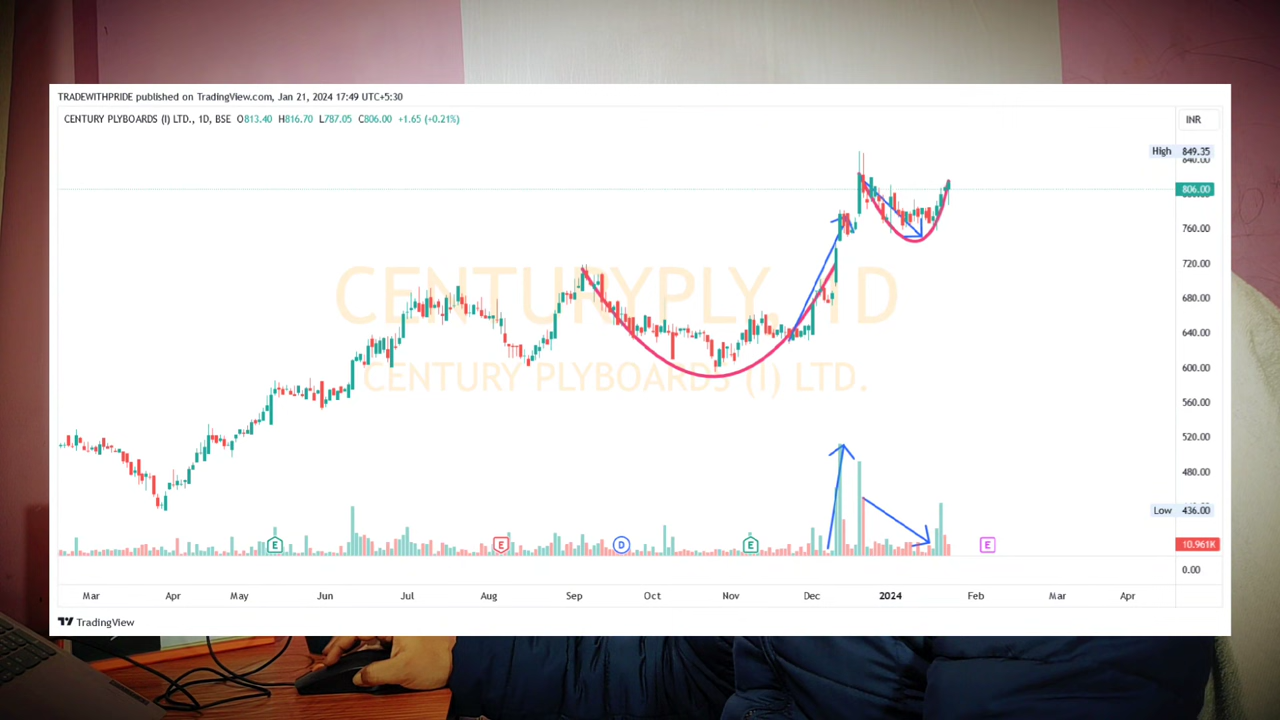 TRADEWITHPRIDE published on TradingView.com, Jan 21, 2024 17:49 UTC+5:30
CENTURY PLYBOARDS (I) LTD., 1D, BSE O813.40 H816.70 L787.05 C806.00 +1.65 (+0.21%)
INR
High 849.35
840.00
806.00
760.00
720.00
CENTURYPLY, 1D
680.00
640.00
600.00
CENTURY PLYBOARDS (I) LTD.
560.00
520.00
480.00
Low 436.00
E E D E E
10.961K
0.00
Mar Apr May Jun Jul Aug Sep Oct Nov Dec 2024 Feb Mar Apr
TradingView